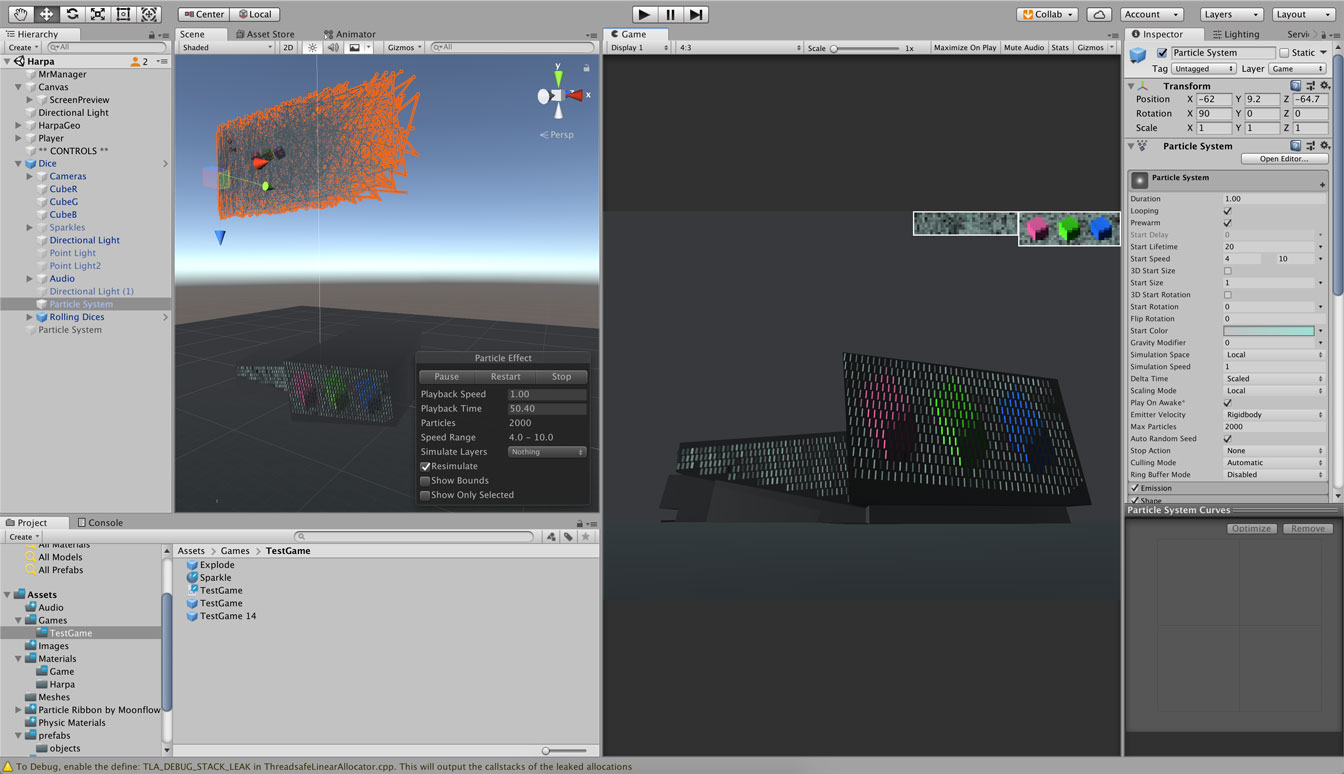 Center Local
Collab Account Layers Layout
Hierarchy
Create All
Harpa 2
MrManager
Canvas
ScreenPreview
Directional Light
HarpaGeo
Player
** CONTROLS **
Dice
Cameras
CubeR
CubeG
CubeB
Sparkles
Directional Light
Point Light
Point Light2
Audio
Directional Light (1)
Particle System
Rolling Dices
Particle System
Scene Asset Store Animator
Shaded 2D Gizmos All
y
x
Persp
Particle Effect
Pause Restart Stop
Playback Speed 1.00
Playback Time 50.40
Particles 2000
Speed Range 4.0 - 10.0
Simulate Layers Nothing
Resimulate
Show Bounds
Show Only Selected
Game
Display 1 4:3 Scale 1x Maximize On Play Mute Audio Stats Gizmos
Inspector Lighting Servi
Particle System Static
Tag Untagged Layer Game
Transform
Position X -62 Y 9.2 Z -64.7
Rotation X 90 Y 0 Z 0
Scale X 1 Y 1 Z 1
Particle System
Open Editor...
Particle System
Duration 1.00
Looping
Prewarm
Start Delay 0
Start Lifetime 20
Start Speed 4 10
3D Start Size
Start Size 1
3D Start Rotation
Start Rotation 0
Flip Rotation 0
Start Color
Gravity Modifier 0
Simulation Space Local
Simulation Speed 1
Delta Time Scaled
Scaling Mode Local
Play On Awake*
Emitter Velocity Rigidbody
Max Particles 2000
Auto Random Seed
Stop Action None
Culling Mode Automatic
Ring Buffer Mode Disabled
Emission
Shape
Particle System Curves
Optimize Remove
Project Console
Create
All Materials
All Models
All Prefabs
Assets
Audio
Games
TestGame
Images
Materials
Game
Harpa
Meshes
Particle Ribbon by Moonflow
Physic Materials
prefabs
objects
Assets > Games > TestGame
Explode
Sparkle
TestGame
TestGame
TestGame 14
To Debug, enable the define: TLA_DEBUG_STACK_LEAK in ThreadsafeLinearAllocator.cpp. This will output the callstacks of the leaked allocations